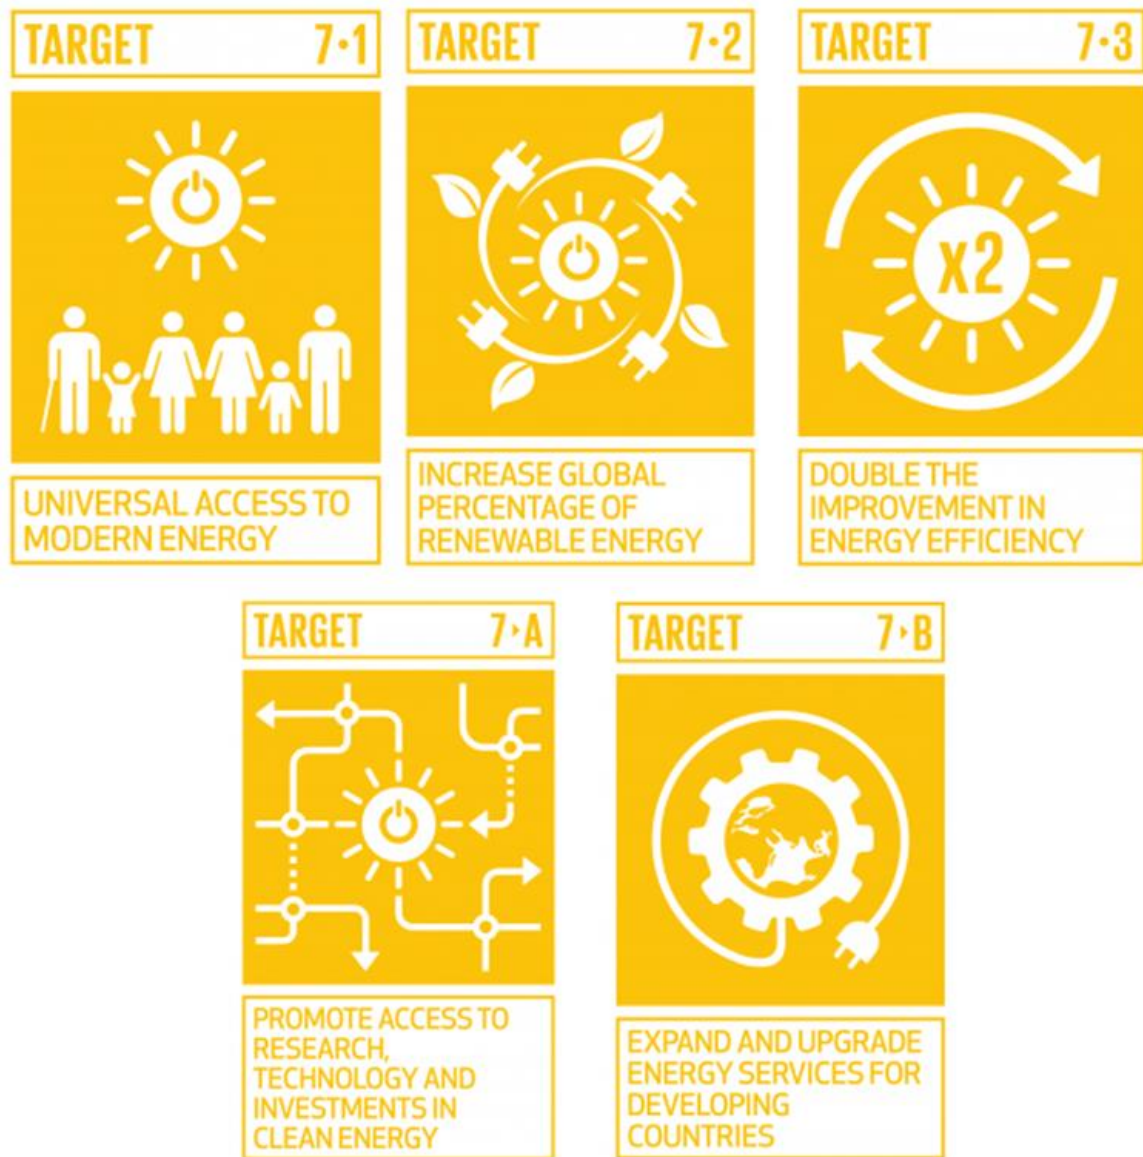 TARGET 7·1
TARGET 7·2
TARGET 7·3
x2
UNIVERSAL ACCESS TO
MODERN ENERGY
INCREASE GLOBAL
PERCENTAGE OF
RENEWABLE ENERGY
DOUBLE THE
IMPROVEMENT IN
ENERGY EFFICIENCY
TARGET 7▸A
TARGET 7▸B
PROMOTE ACCESS TO
RESEARCH,
TECHNOLOGY AND
INVESTMENTS IN
CLEAN ENERGY
EXPAND AND UPGRADE
ENERGY SERVICES FOR
DEVELOPING
COUNTRIES